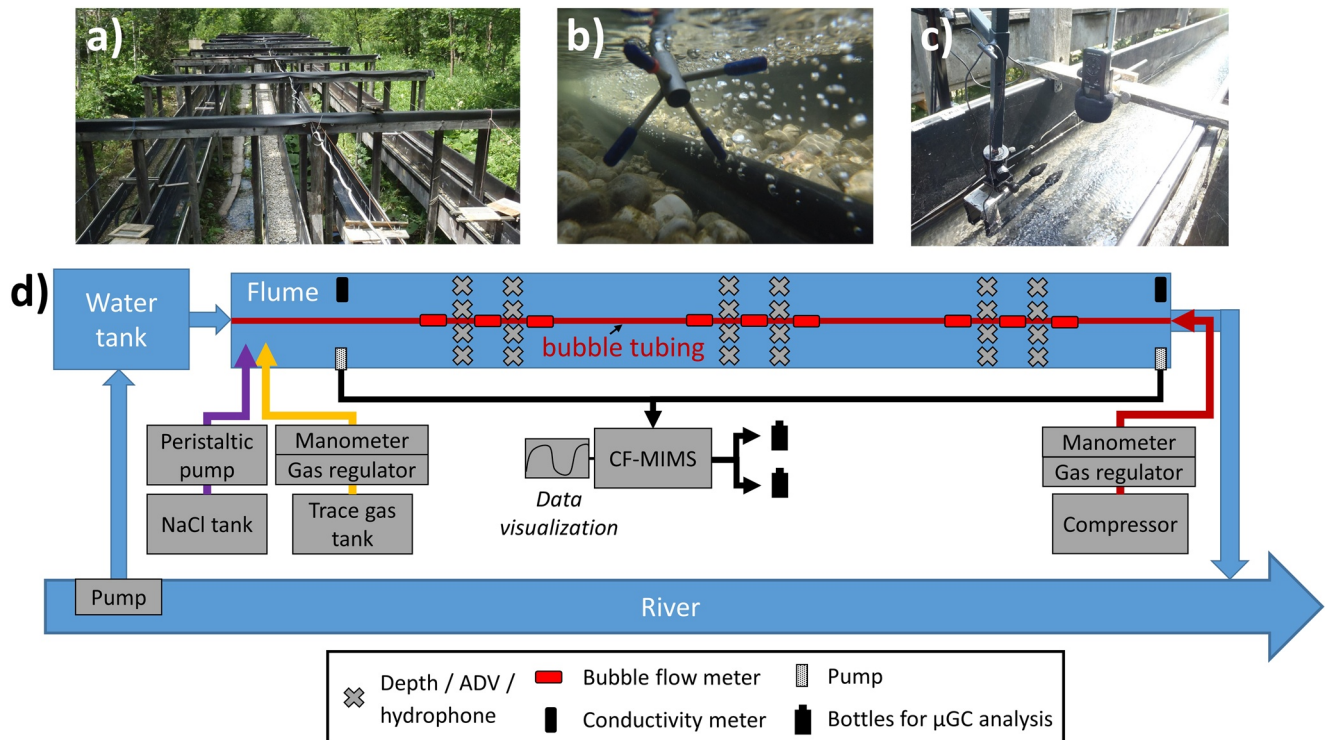 a)
b)
c)
d)
Water
tank
Flume
bubble tubing
Peristaltic
pump
NaCl tank
Manometer
Gas regulator
Trace gas
tank
CF-MIMS
Data
visualization
Manometer
Gas regulator
Compressor
Pump
River
Depth / ADV /
hydrophone
Bubble flow meter
Conductivity meter
Pump
Bottles for µGC analysis